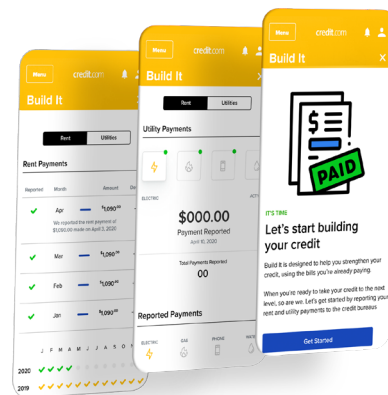 Menu
credit.com
Build It
Rent
Utilities
Rent Payments
Reported
Month
Amount
Apr
$1,090.00
We reported the rent payment of
$1,090.00 made on April 3, 2020
Mar
$1,090.00
Feb
$1,090.00
Jan
$1,090.00
J F M A M J J A S O N
2020
2019
Menu
credit.com
Build It
Rent
Utilities
Utility Payments
ELECTRIC
$000.00
Payment Reported
April 10, 2020
Total Payments Reported
00
Reported Payments
ELECTRIC
GAS
PHONE
Menu
credit.com
Build It
$
PAID
IT'S TIME
Let's start building
your credit
Build it is designed to help you strengthen your
credit, using the bills you're already paying.
When you're ready to take your credit to the next
level, so are we. Let's get started by reporting your
rent and utility payments to the credit bureaus
Get Started